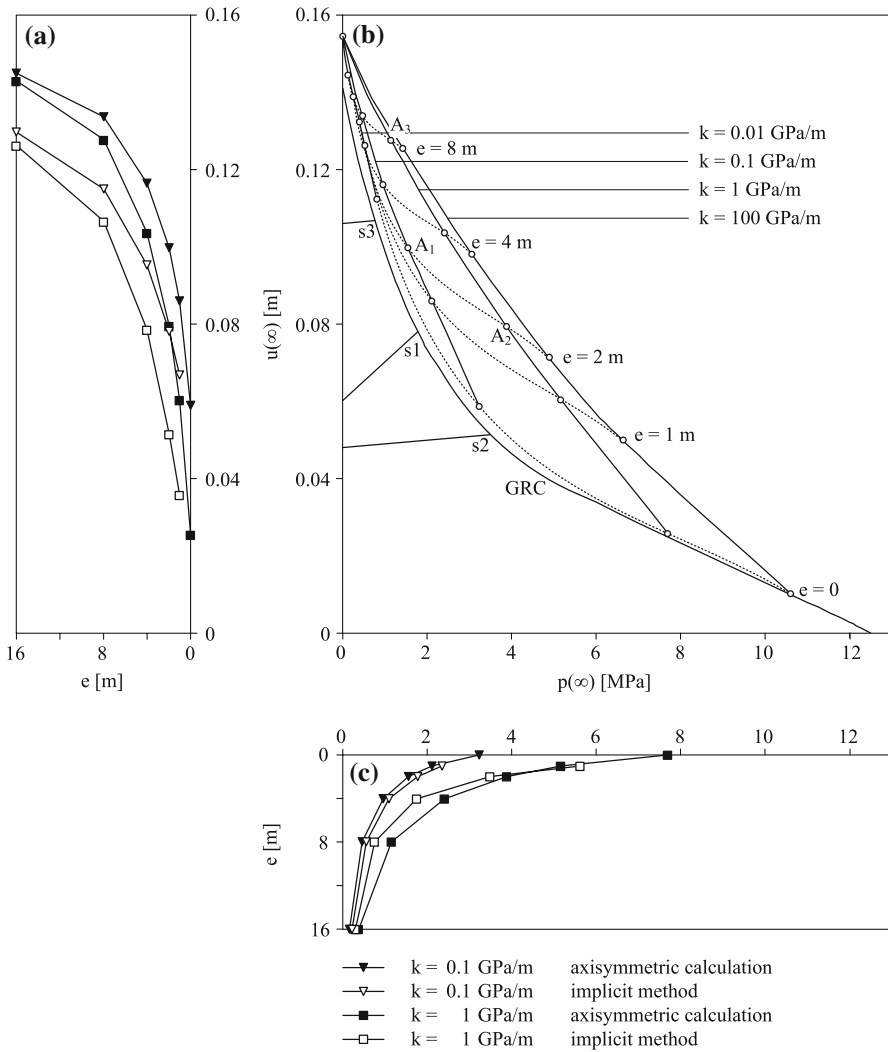 (a)
0.16
0.12
0.08
0.04
0
u(∞) [m]
16
8
0
e [m]
(b)
0.16
0.12
0.08
0.04
0
A3
e = 8 m
k = 0.01 GPa/m
k = 0.1 GPa/m
k = 1 GPa/m
k = 100 GPa/m
s3
A1
e = 4 m
s1
A2
e = 2 m
s2
e = 1 m
GRC
e = 0
0
2
4
6
8
10
12
p(∞) [MPa]
0
2
4
6
8
10
12
(c)
0
8
16
e [m]
k = 0.1 GPa/m axisymmetric calculation
k = 0.1 GPa/m implicit method
k = 1 GPa/m axisymmetric calculation
k = 1 GPa/m implicit method